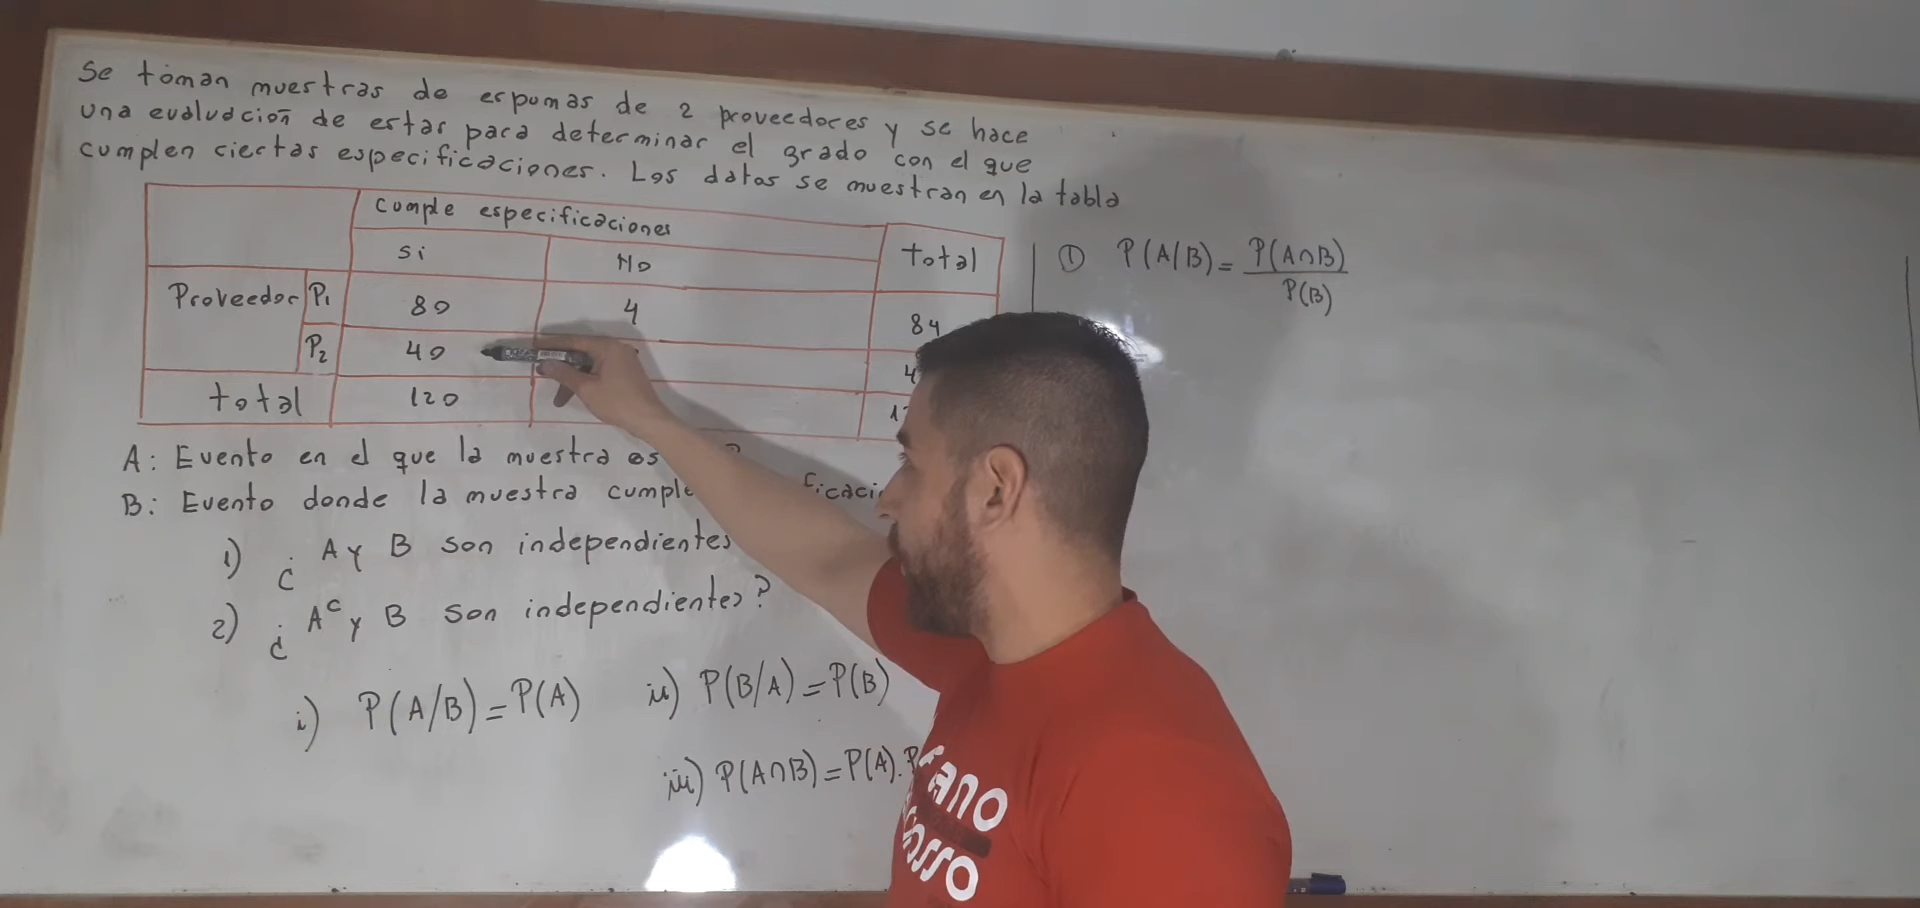 Se toman muestras de espumas de 2 proveedores y se hace
una evaluación de estas para determinar el grado con el que
cumplen ciertas especificaciones. Los datos se muestran en la tabla
Cumple especificaciones
Si No total
Proveedor P1 80 4 84
P2 40
total 120
A: Evento en el que la muestra es
B: Evento donde la muestra cumple
1) ¿ A y B son independientes
2) ¿ A^c y B son independientes?
i) P(A/B)=P(A) ii) P(B/A)=P(B)
iii) P(A∩B)=P(A).P
① P(A/B)= P(A∩B)
P(B)